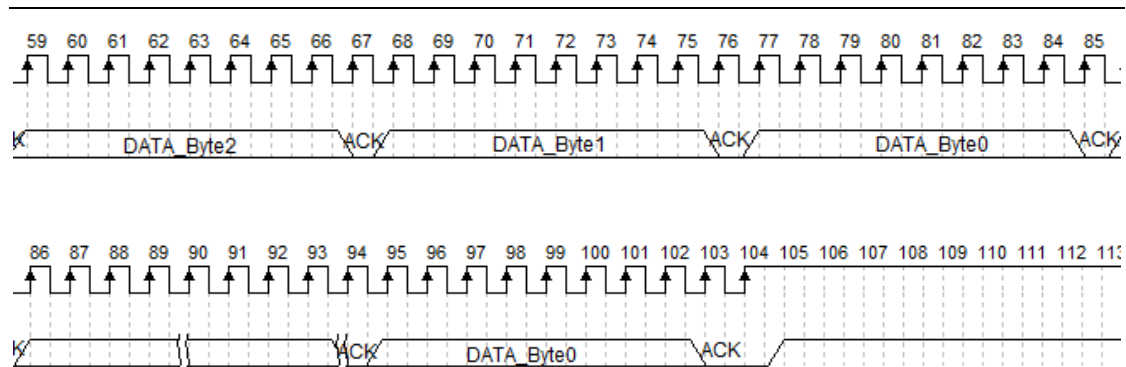 59 60 61 62 63 64 65 66 67 68 69 70 71 72 73 74 75 76 77 78 79 80 81 82 83 84 85
K DATA_Byte2 ACK DATA_Byte1 ACK DATA_Byte0 ACK
86 87 88 89 90 91 92 93 94 95 96 97 98 99 100 101 102 103 104 105 106 107 108 109 110 111 112 113
K ACK DATA_Byte0 ACK